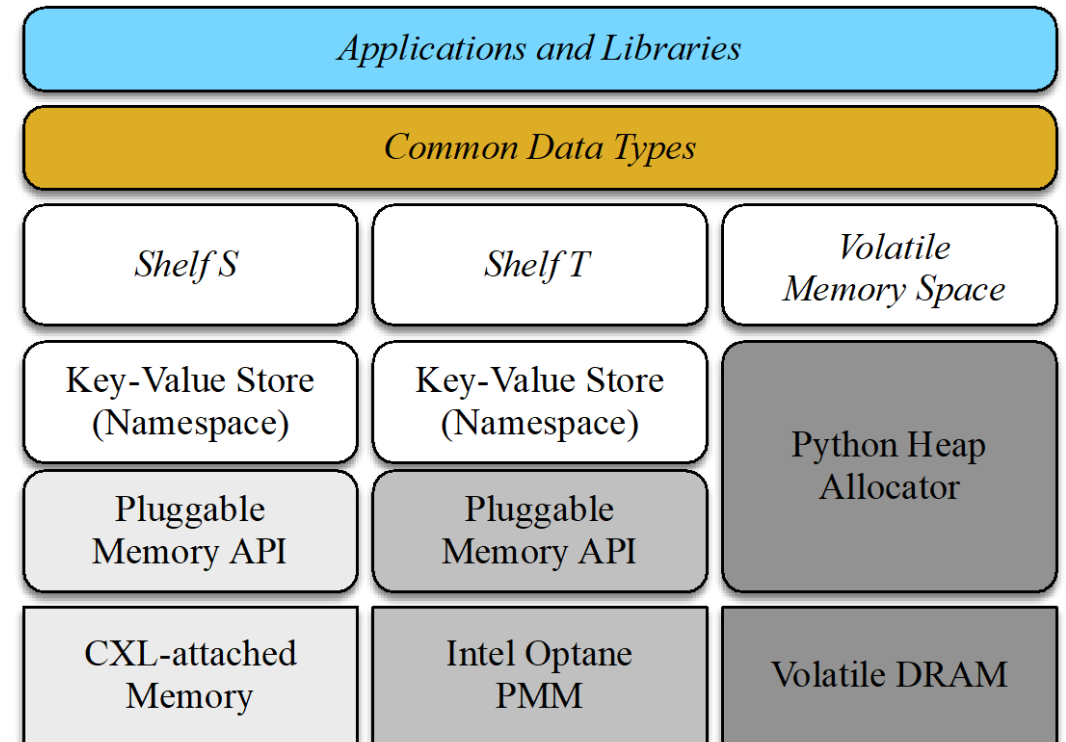 Applications and Libraries
Common Data Types
Shelf S
Shelf T
Volatile
Memory Space
Key-Value Store
(Namespace)
Key-Value Store
(Namespace)
Python Heap
Allocator
Pluggable
Memory API
Pluggable
Memory API
CXL-attached
Memory
Intel Optane
PMM
Volatile DRAM